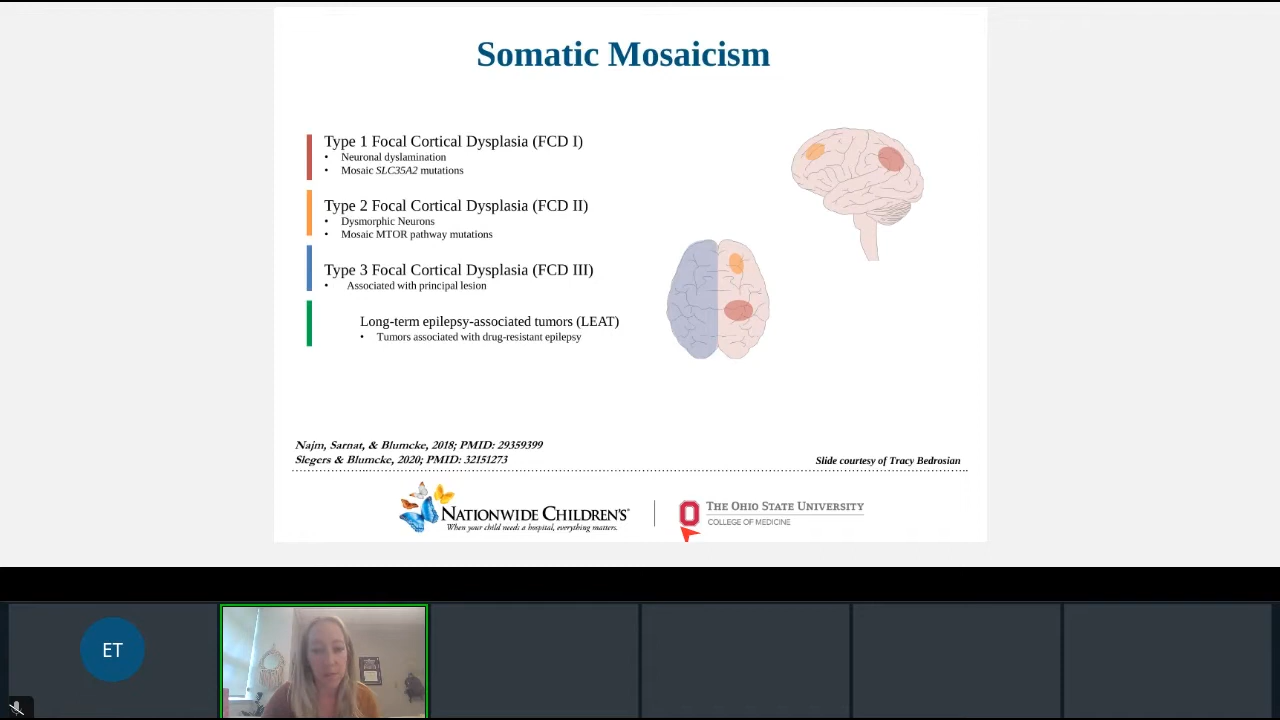 Somatic Mosaicism
Type 1 Focal Cortical Dysplasia (FCD I)
• Neuronal dyslamination
• Mosaic SLC35A2 mutations
Type 2 Focal Cortical Dysplasia (FCD II)
• Dysmorphic Neurons
• Mosaic MTOR pathway mutations
Type 3 Focal Cortical Dysplasia (FCD III)
• Associated with principal lesion
Long-term epilepsy-associated tumors (LEAT)
• Tumors associated with drug-resistant epilepsy
Najm, Sarnat, & Blumcke, 2018; PMID: 29359399
Slegers & Blumcke, 2020; PMID: 32151273
Slide courtesy of Tracy Bedrosian
NATIONWIDE CHILDREN'S
When your child needs a hospital, everything matters.
THE OHIO STATE UNIVERSITY
COLLEGE OF MEDICINE
ET